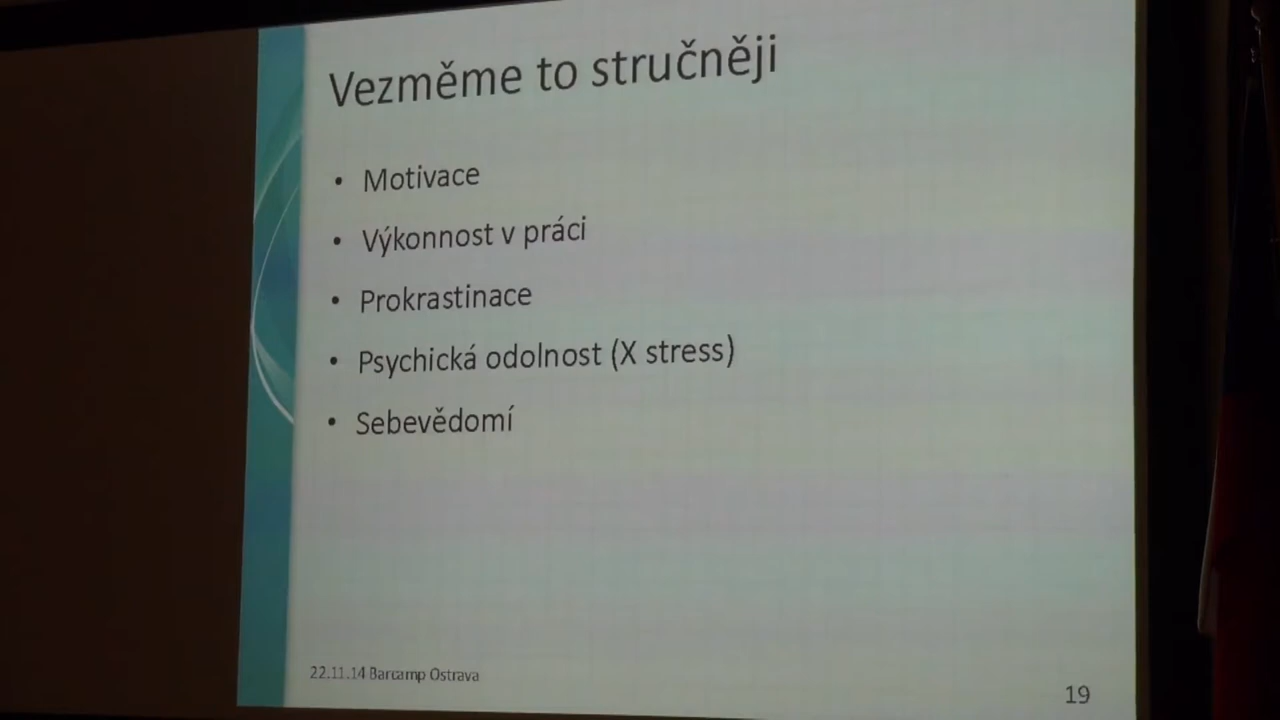 Vezměme to stručněji
• Motivace
• Výkonnost v práci
• Prokrastinace
• Psychická odolnost (X stress)
• Sebevědomí
22.11.14 Barcamp Ostrava
19